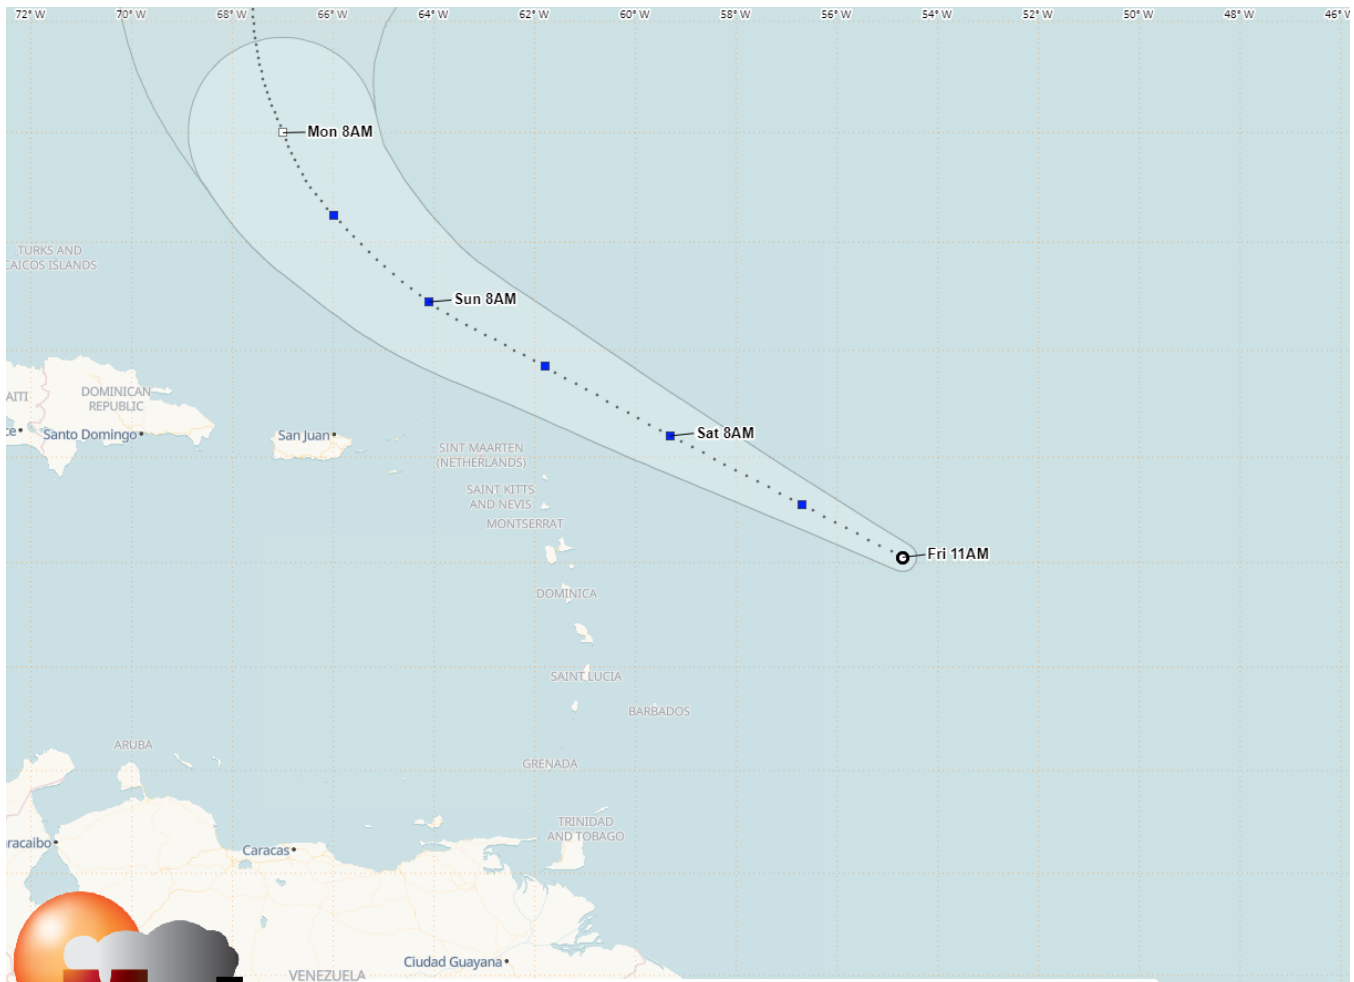 72° W 70° W 68° W 66° W 64° W 62° W 60° W 58° W 56° W 54° W 52° W 50° W 48° W
Mon 8AM
TURKS AND
CAICOS ISLANDS
Sun 8AM
DOMINICAN
REPUBLIC
Santo Domingo
San Juan
Sat 8AM
SINT MAARTEN
(NETHERLANDS)
SAINT KITTS
AND NEVIS
MONTSERRAT
Fri 11AM
DOMINICA
SAINT LUCIA
BARBADOS
ARUBA
GRENADA
TRINIDAD
AND TOBAGO
Caracas
Ciudad Guayana
VENEZUELA